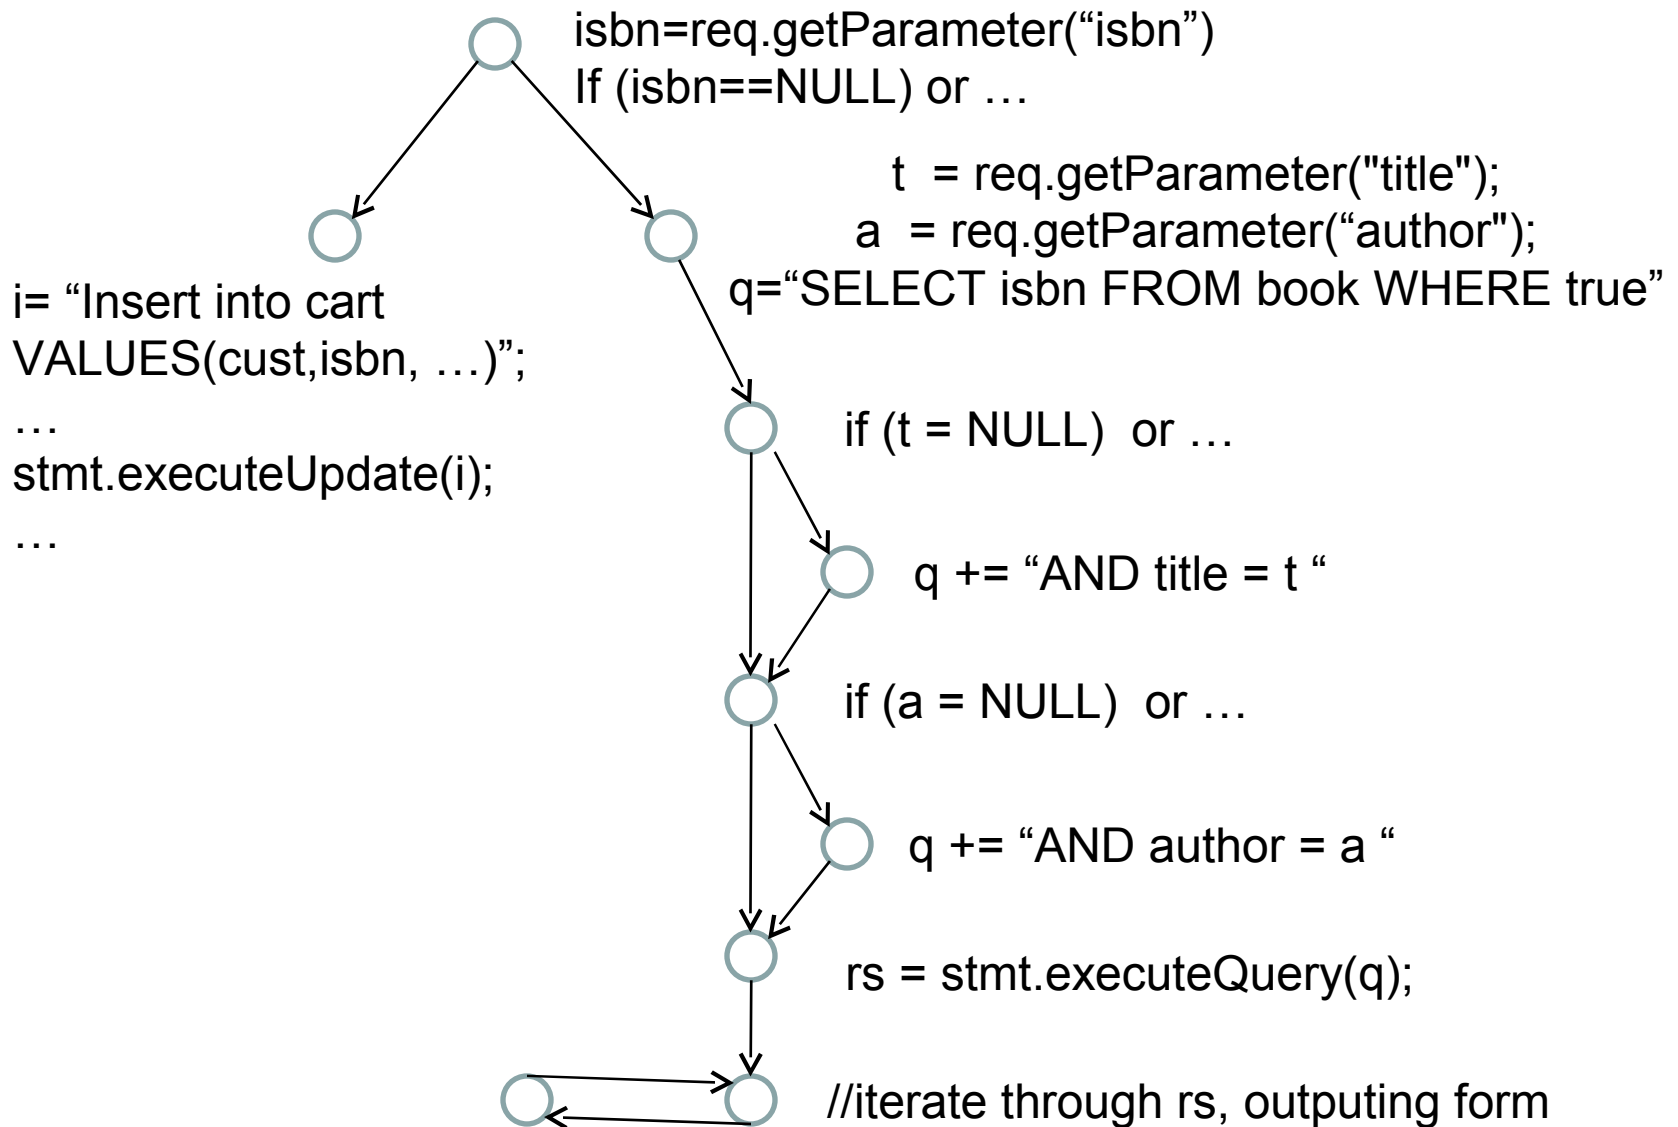 isbn=req.getParameter(“isbn”)
If (isbn==NULL) or …
t = req.getParameter("title");
a = req.getParameter(“author");
q=“SELECT isbn FROM book WHERE true”
i= “Insert into cart
VALUES(cust,isbn, …)”;
…
stmt.executeUpdate(i);
…
if (t = NULL) or …
q += “AND title = t “
if (a = NULL) or …
q += “AND author = a “
rs = stmt.executeQuery(q);
//iterate through rs, outputing form